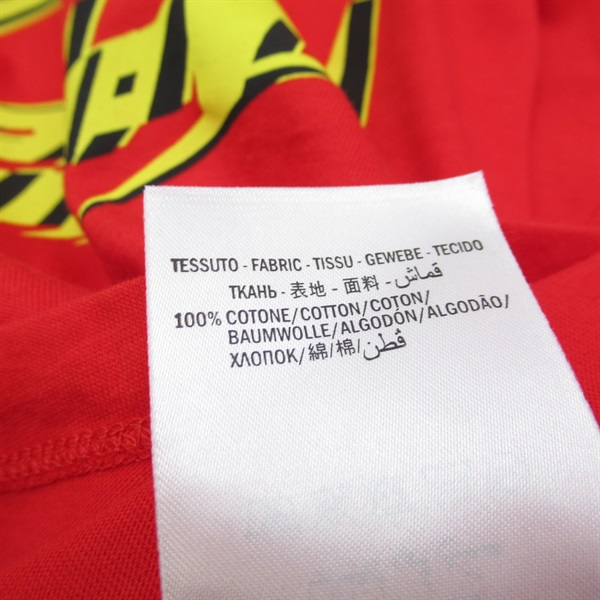 TESSUTO - FABRIC - TISSU - GEWEBE - TECIDO
ТКАНЬ - 表地 - 面料 - قماش
100% COTONE/COTTON/COTON/
BAUMWOLLE/ALGODÓN/ALGODÃO/
ХЛОПОК/綿/棉/قطن